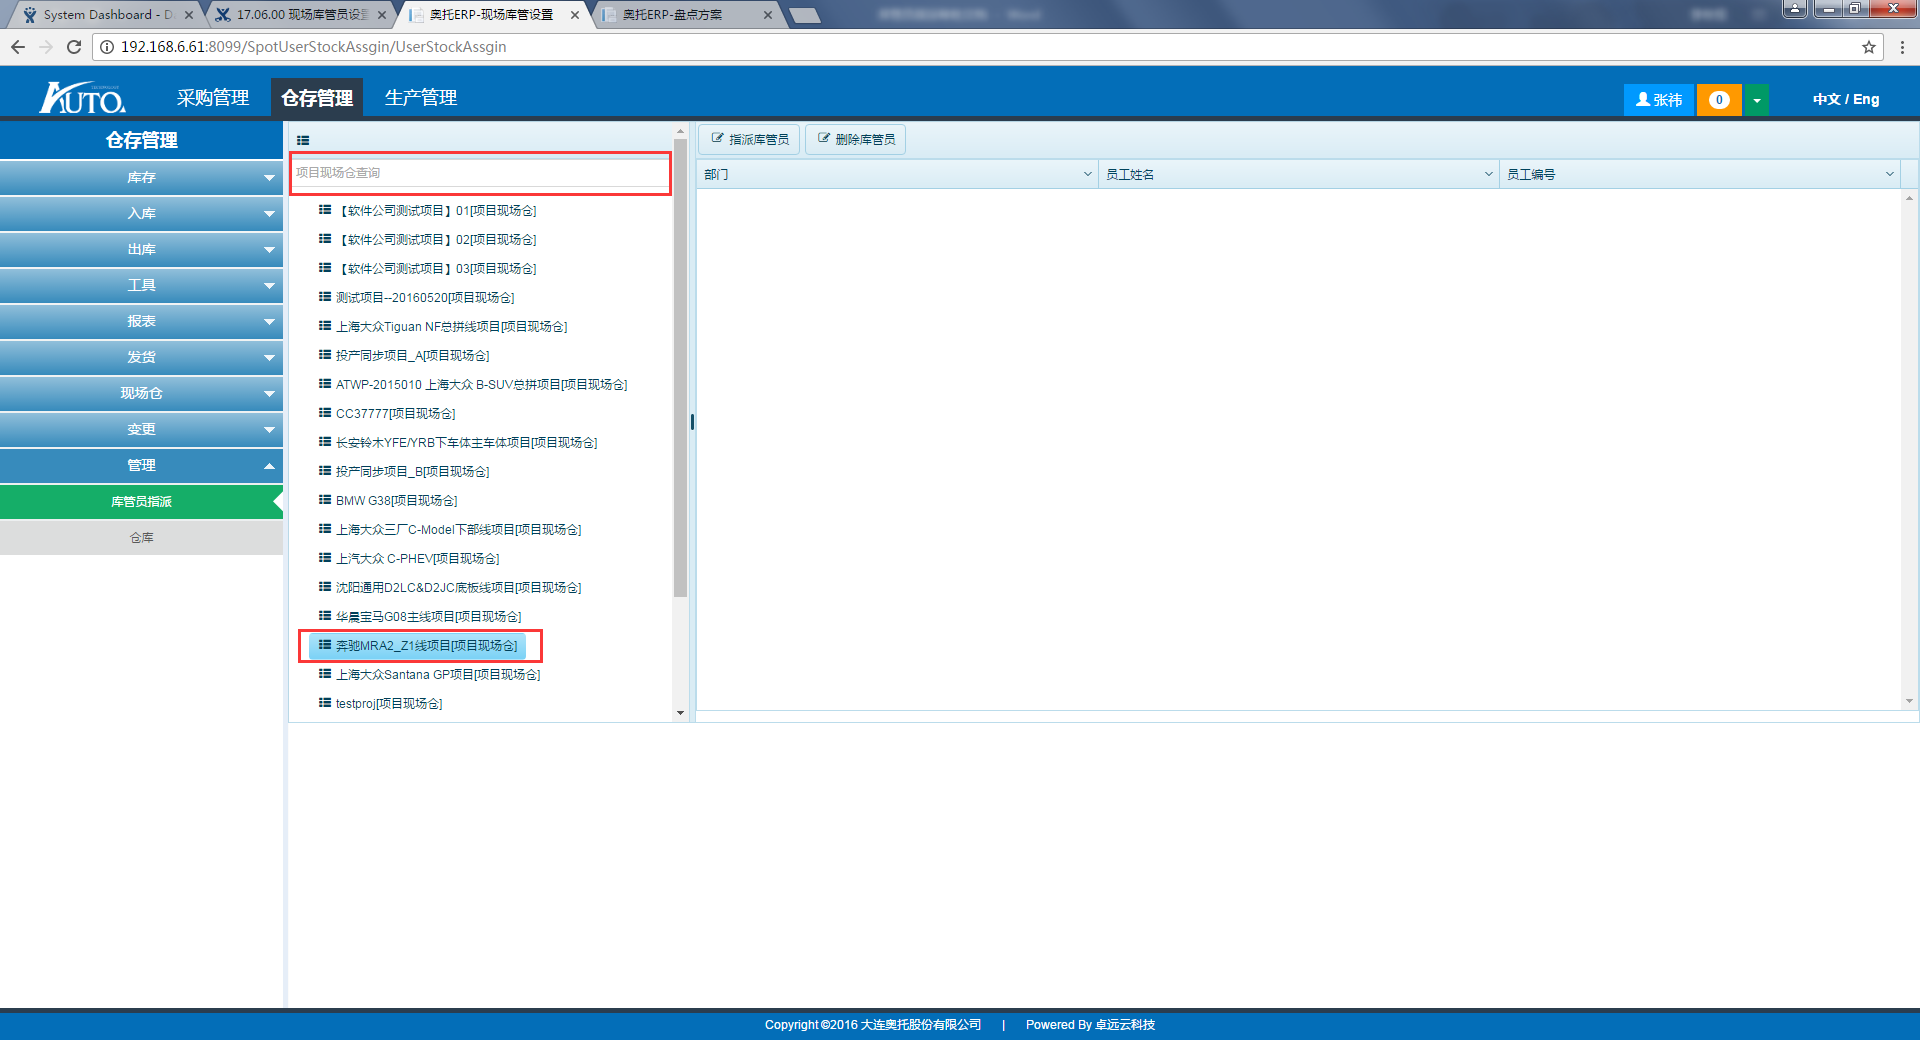 System Dashboard - D
17.06.00 现场库管员设
奥托ERP-现场库管设置
奥托ERP-盘点方案
192.168.6.61:8099/SpotUserStockAssgin/UserStockAssgin
AUTO.
采购管理
仓存管理
生产管理
张祎
0
中文 / Eng
仓存管理
库存
入库
出库
工具
报表
发货
现场仓
变更
管理
库管员指派
仓库
项目现场仓查询
【软件公司测试项目】01[项目现场仓]
【软件公司测试项目】02[项目现场仓]
【软件公司测试项目】03[项目现场仓]
测试项目--20160520[项目现场仓]
上海大众Tiguan NF总拼线项目[项目现场仓]
投产同步项目_A[项目现场仓]
ATWP-2015010 上海大众 B-SUV总拼项目[项目现场仓]
CC37777[项目现场仓]
长安铃木YFE/YRB下车体主车体项目[项目现场仓]
投产同步项目_B[项目现场仓]
BMW G38[项目现场仓]
上海大众三厂C-Model下部线项目[项目现场仓]
上汽大众 C-PHEV[项目现场仓]
沈阳通用D2LC&D2JC底板线项目[项目现场仓]
华晨宝马G08主线项目[项目现场仓]
奔驰MRA2_Z1线项目[项目现场仓]
上海大众Santana GP项目[项目现场仓]
testproj[项目现场仓]
指派库管员
删除库管员
部门
员工姓名
员工编号
Copyright ©2016 大连奥托股份有限公司 | Powered By 卓远云科技